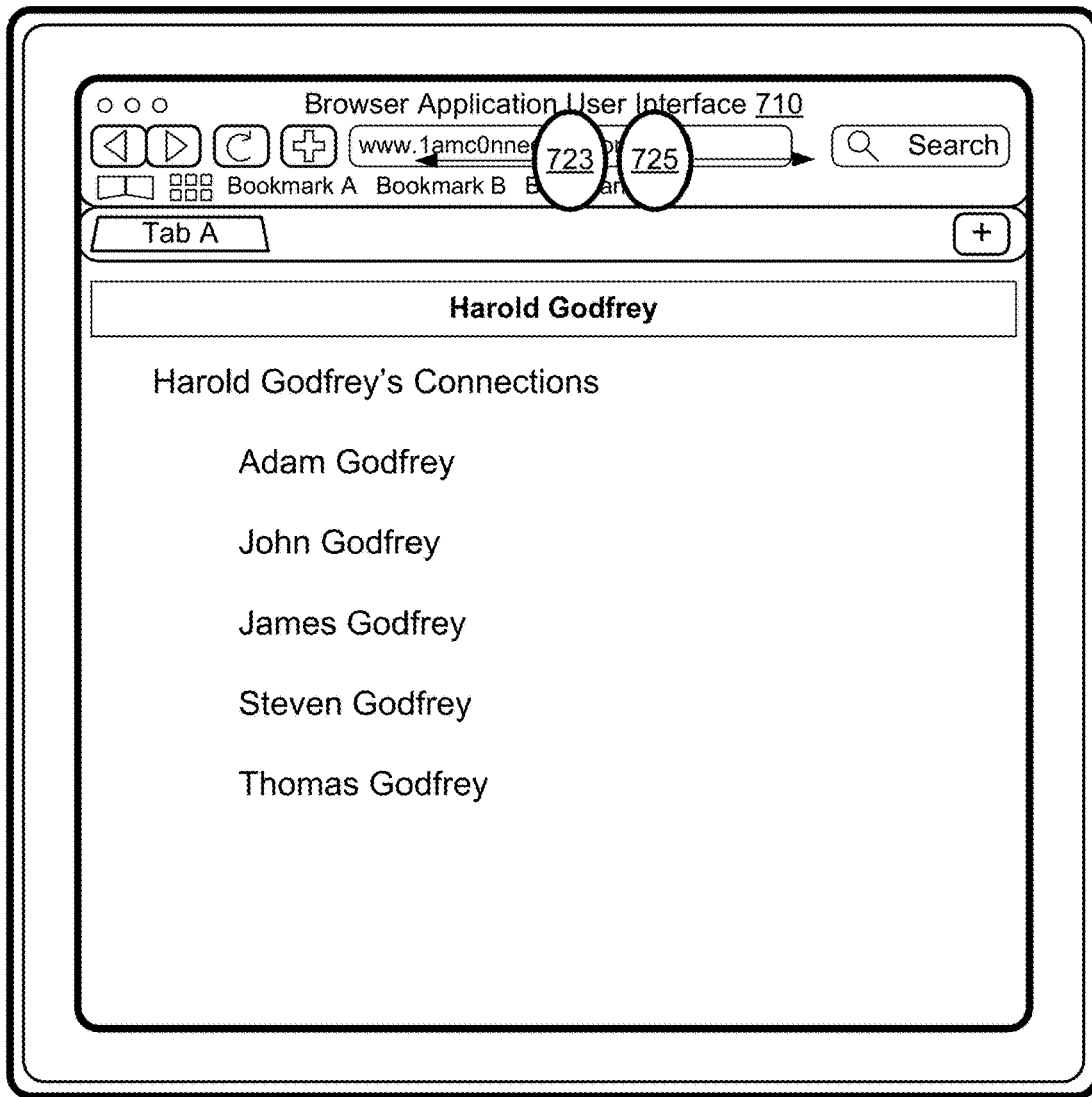 Browser Application User Interface 710
www.1amc0nne 723 725 Search
Bookmark A Bookmark B
Tab A +
Harold Godfrey
Harold Godfrey's Connections
Adam Godfrey
John Godfrey
James Godfrey
Steven Godfrey
Thomas Godfrey